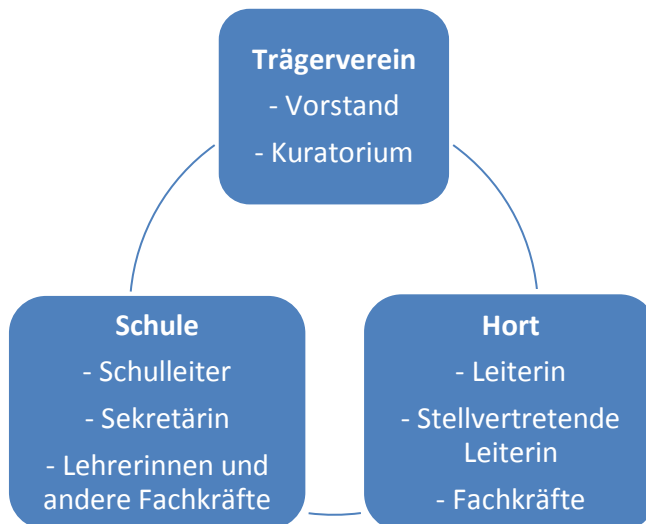 Trägerverein
- Vorstand
- Kuratorium
Schule
- Schulleiter
- Sekretärin
- Lehrerinnen und
andere Fachkräfte
Hort
- Leiterin
- Stellvertretende
Leiterin
- Fachkräfte